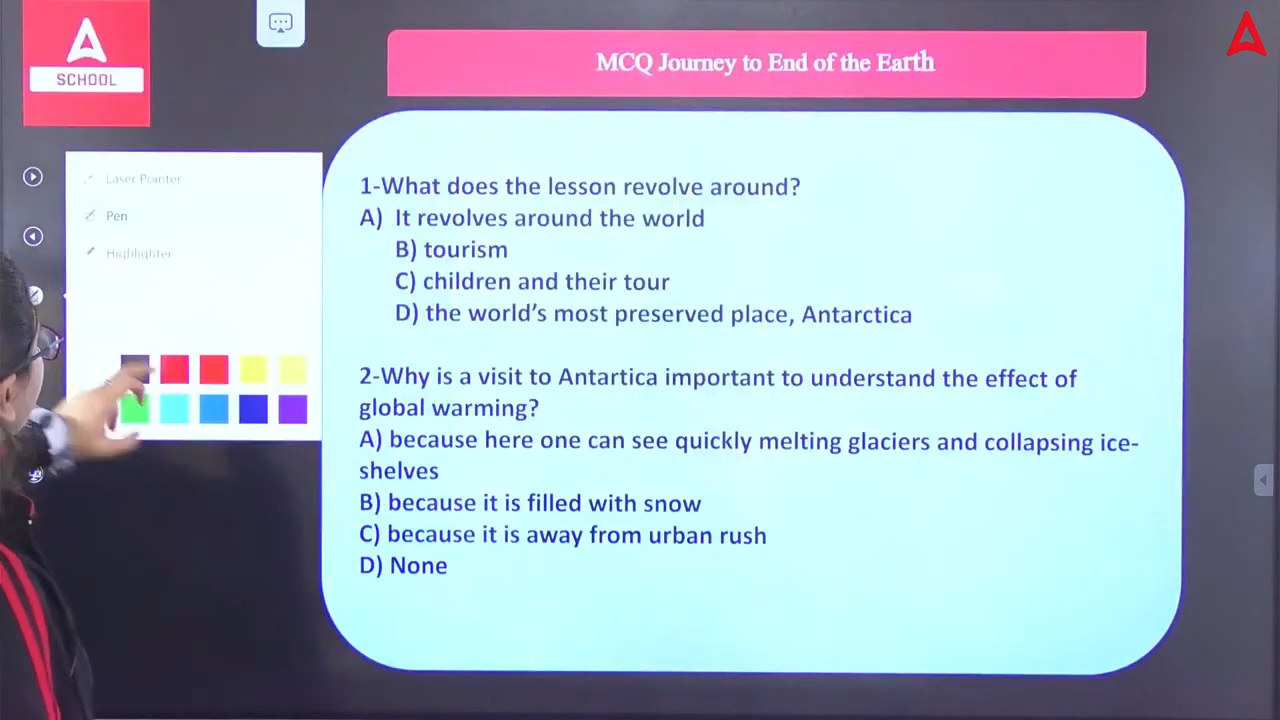 SCHOOL
MCQ Journey to End of the Earth
Laser Pointer
Pen
Highlighter
1-What does the lesson revolve around?
A) It revolves around the world
B) tourism
C) children and their tour
D) the world's most preserved place, Antarctica
2-Why is a visit to Antartica important to understand the effect of
global warming?
A) because here one can see quickly melting glaciers and collapsing ice-
shelves
B) because it is filled with snow
C) because it is away from urban rush
D) None